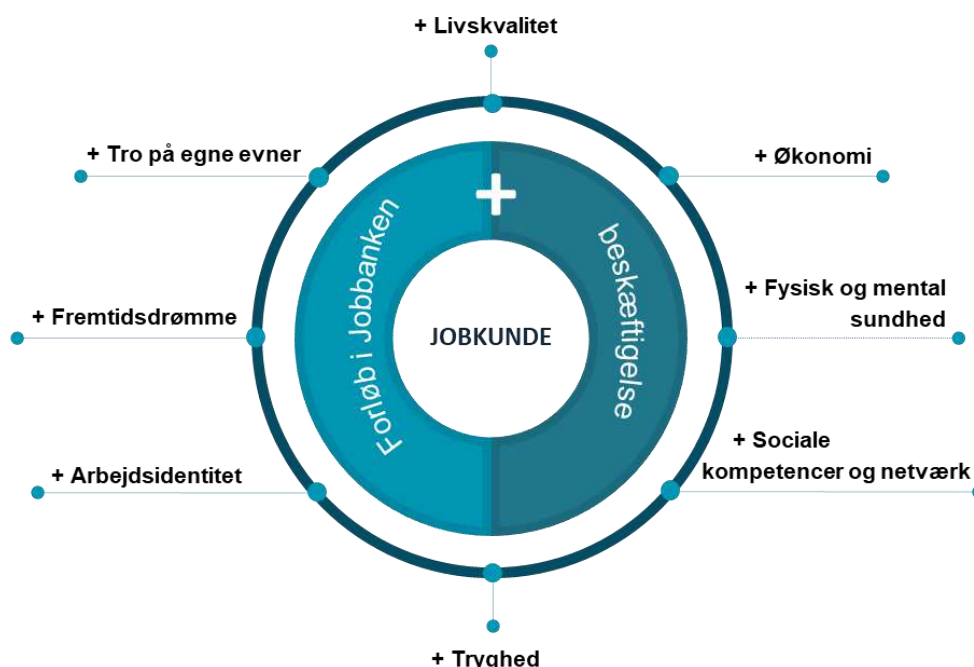 + Livskvalitet
+ Tro på egne evner
+ Økonomi
+
Forløb i Jobbanken
beskæftigelse
JOBKUNDE
+ Fremtidsdrømme
+ Fysisk og mental
sundhed
+ Arbejdsidentitet
+ Sociale
kompetencer og netværk
+ Tryghed